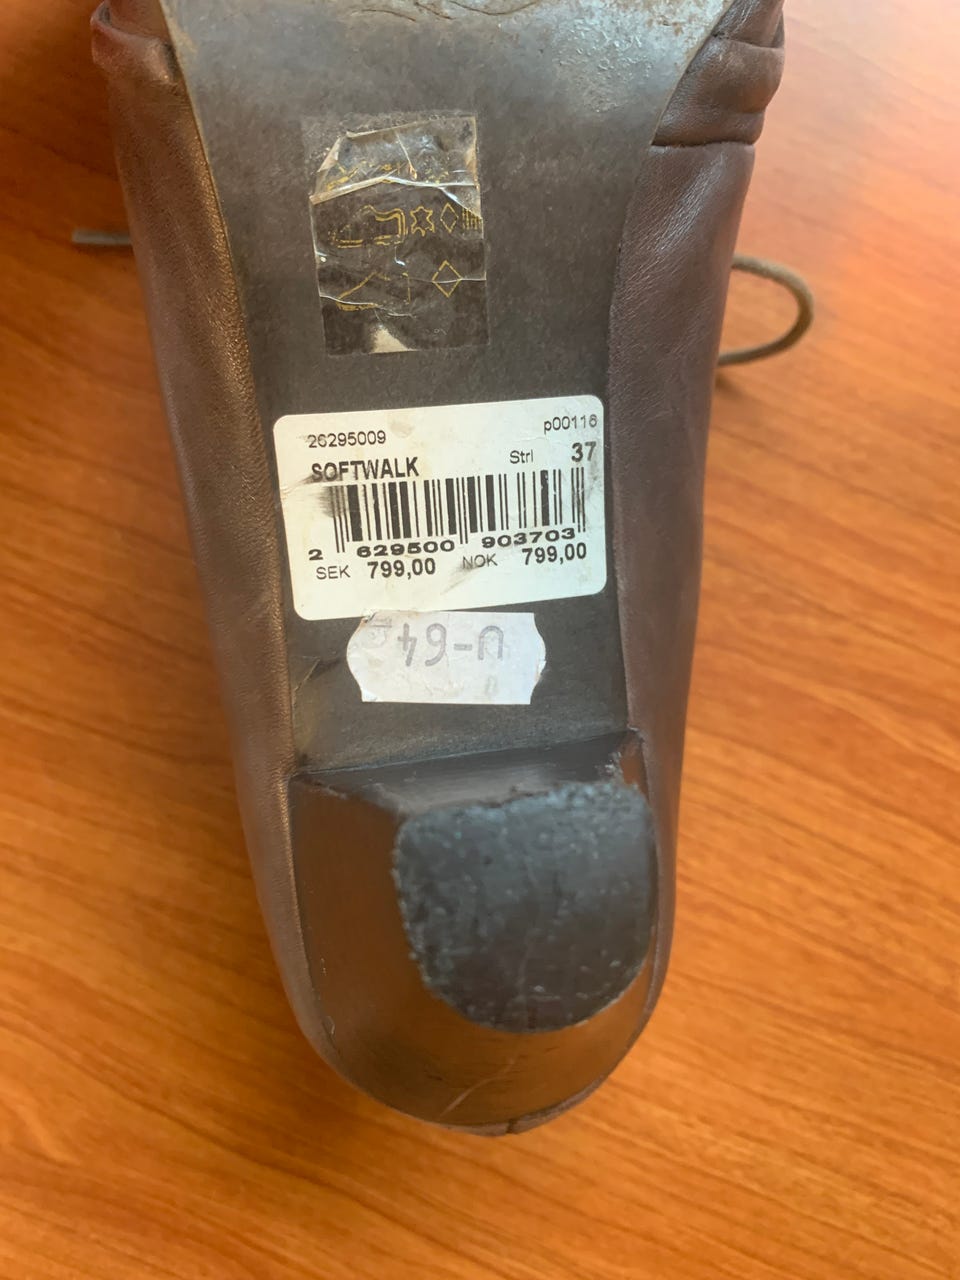 26295009 p00116
SOFTWALK Strl 37
2 629500 903703
SEK 799,00 NOK 799,00
U-64